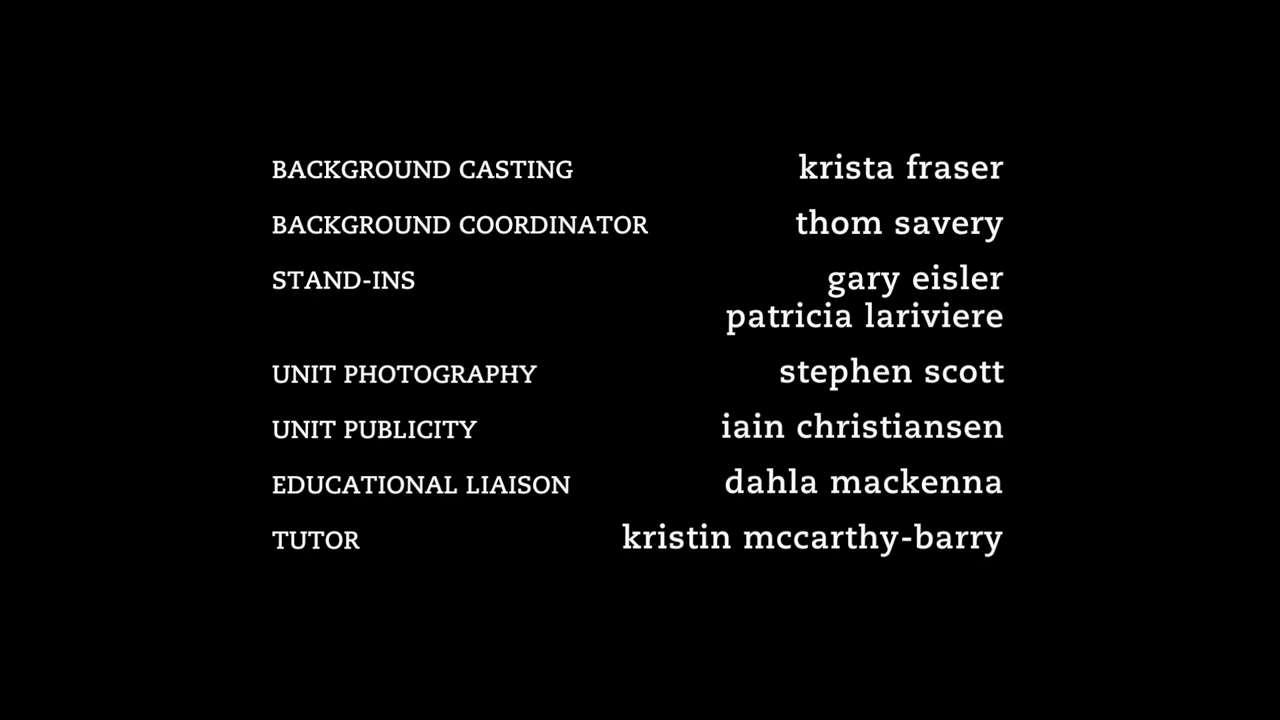 BACKGROUND CASTING krista fraser
BACKGROUND COORDINATOR thom savery
STAND-INS gary eisler
patricia lariviere
UNIT PHOTOGRAPHY stephen scott
UNIT PUBLICITY iain christiansen
EDUCATIONAL LIAISON dahla mackenna
TUTOR kristin mccarthy-barry